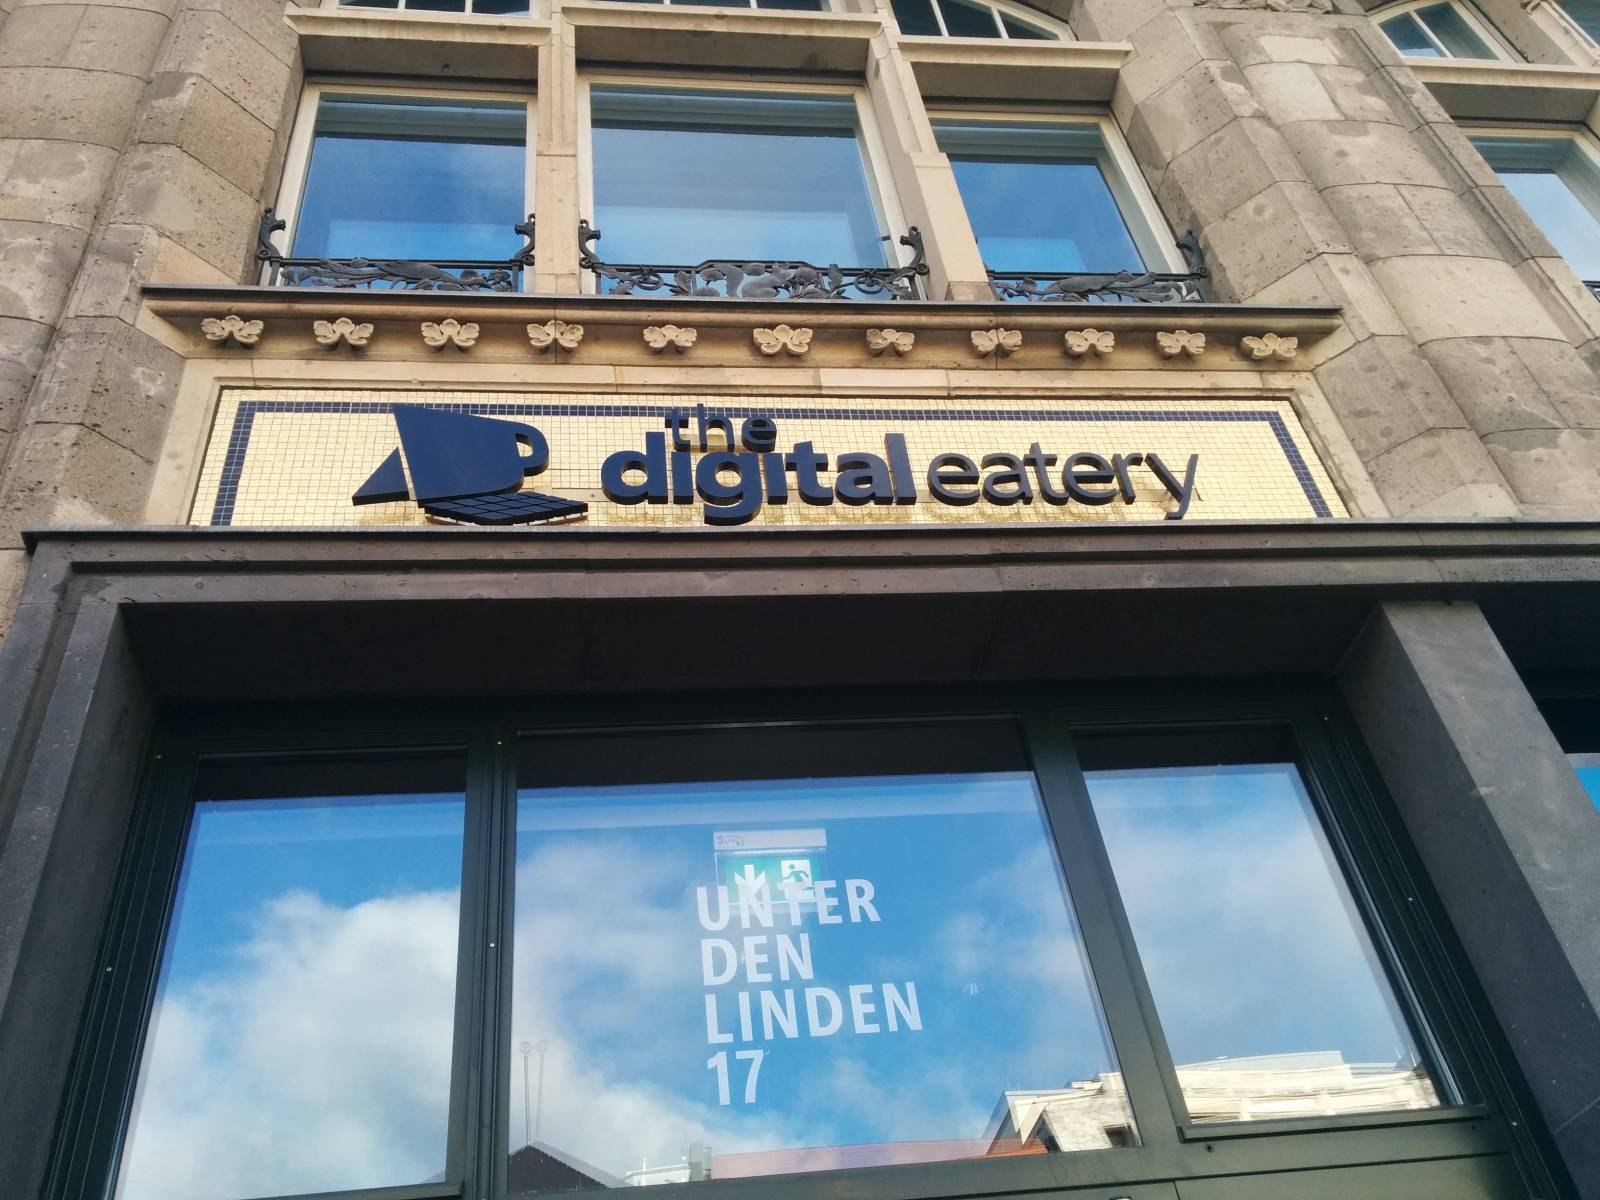 the
digital eatery
UNTER
DEN
LINDEN
17